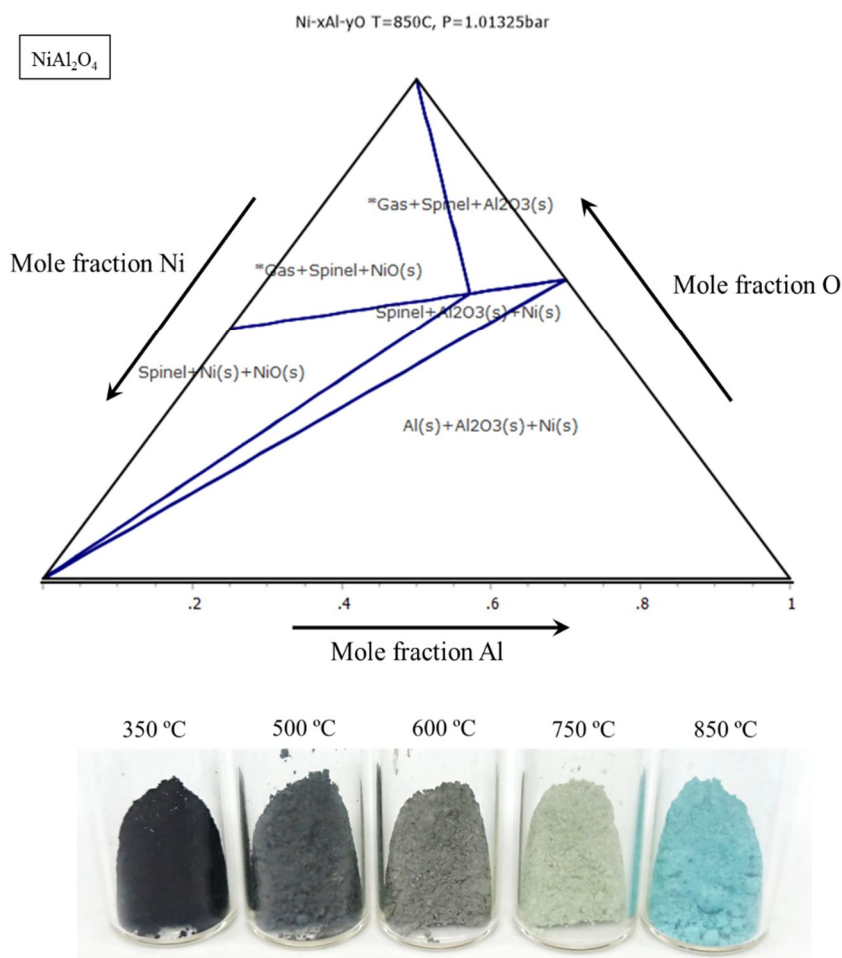 Ni-xAl-yO T=850C, P=1.01325bar
NiAl₂O₄
*Gas+Spinel+Al2O3(s)
Mole fraction Ni
*Gas+Spinel+NiO(s)
Mole fraction O
Spinel+Al2O3(s)+Ni(s)
Spinel+Ni(s)+NiO(s)
Al(s)+Al2O3(s)+Ni(s)
.2 .4 .6 .8 1
Mole fraction Al
350 ºC 500 ºC 600 ºC 750 ºC 850 ºC